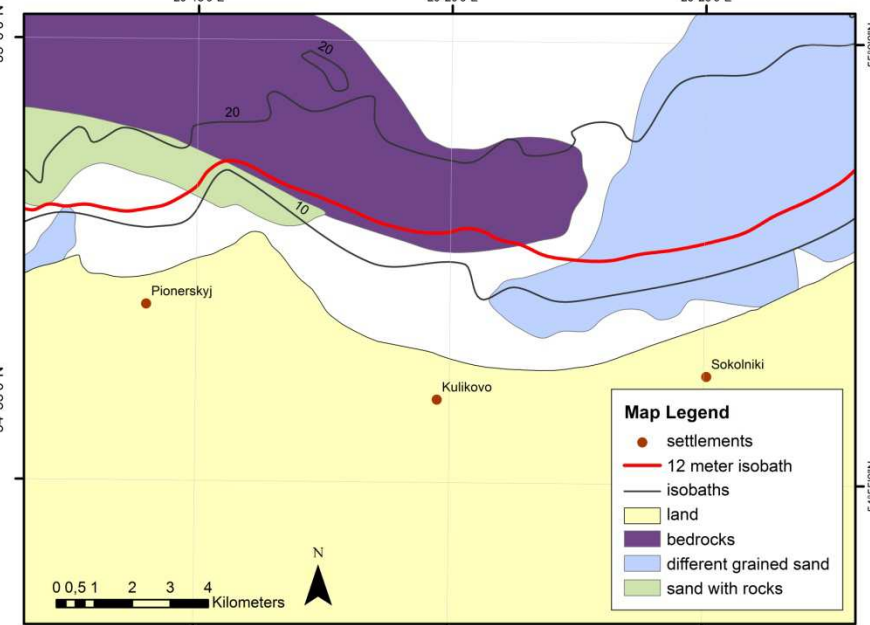 20
20
10
Pionerskyj
Kulikovo
Sokolniki
Map Legend
settlements
12 meter isobath
isobaths
land
bedrocks
different grained sand
sand with rocks
N
0 0,5 1 2 3 4
Kilometers